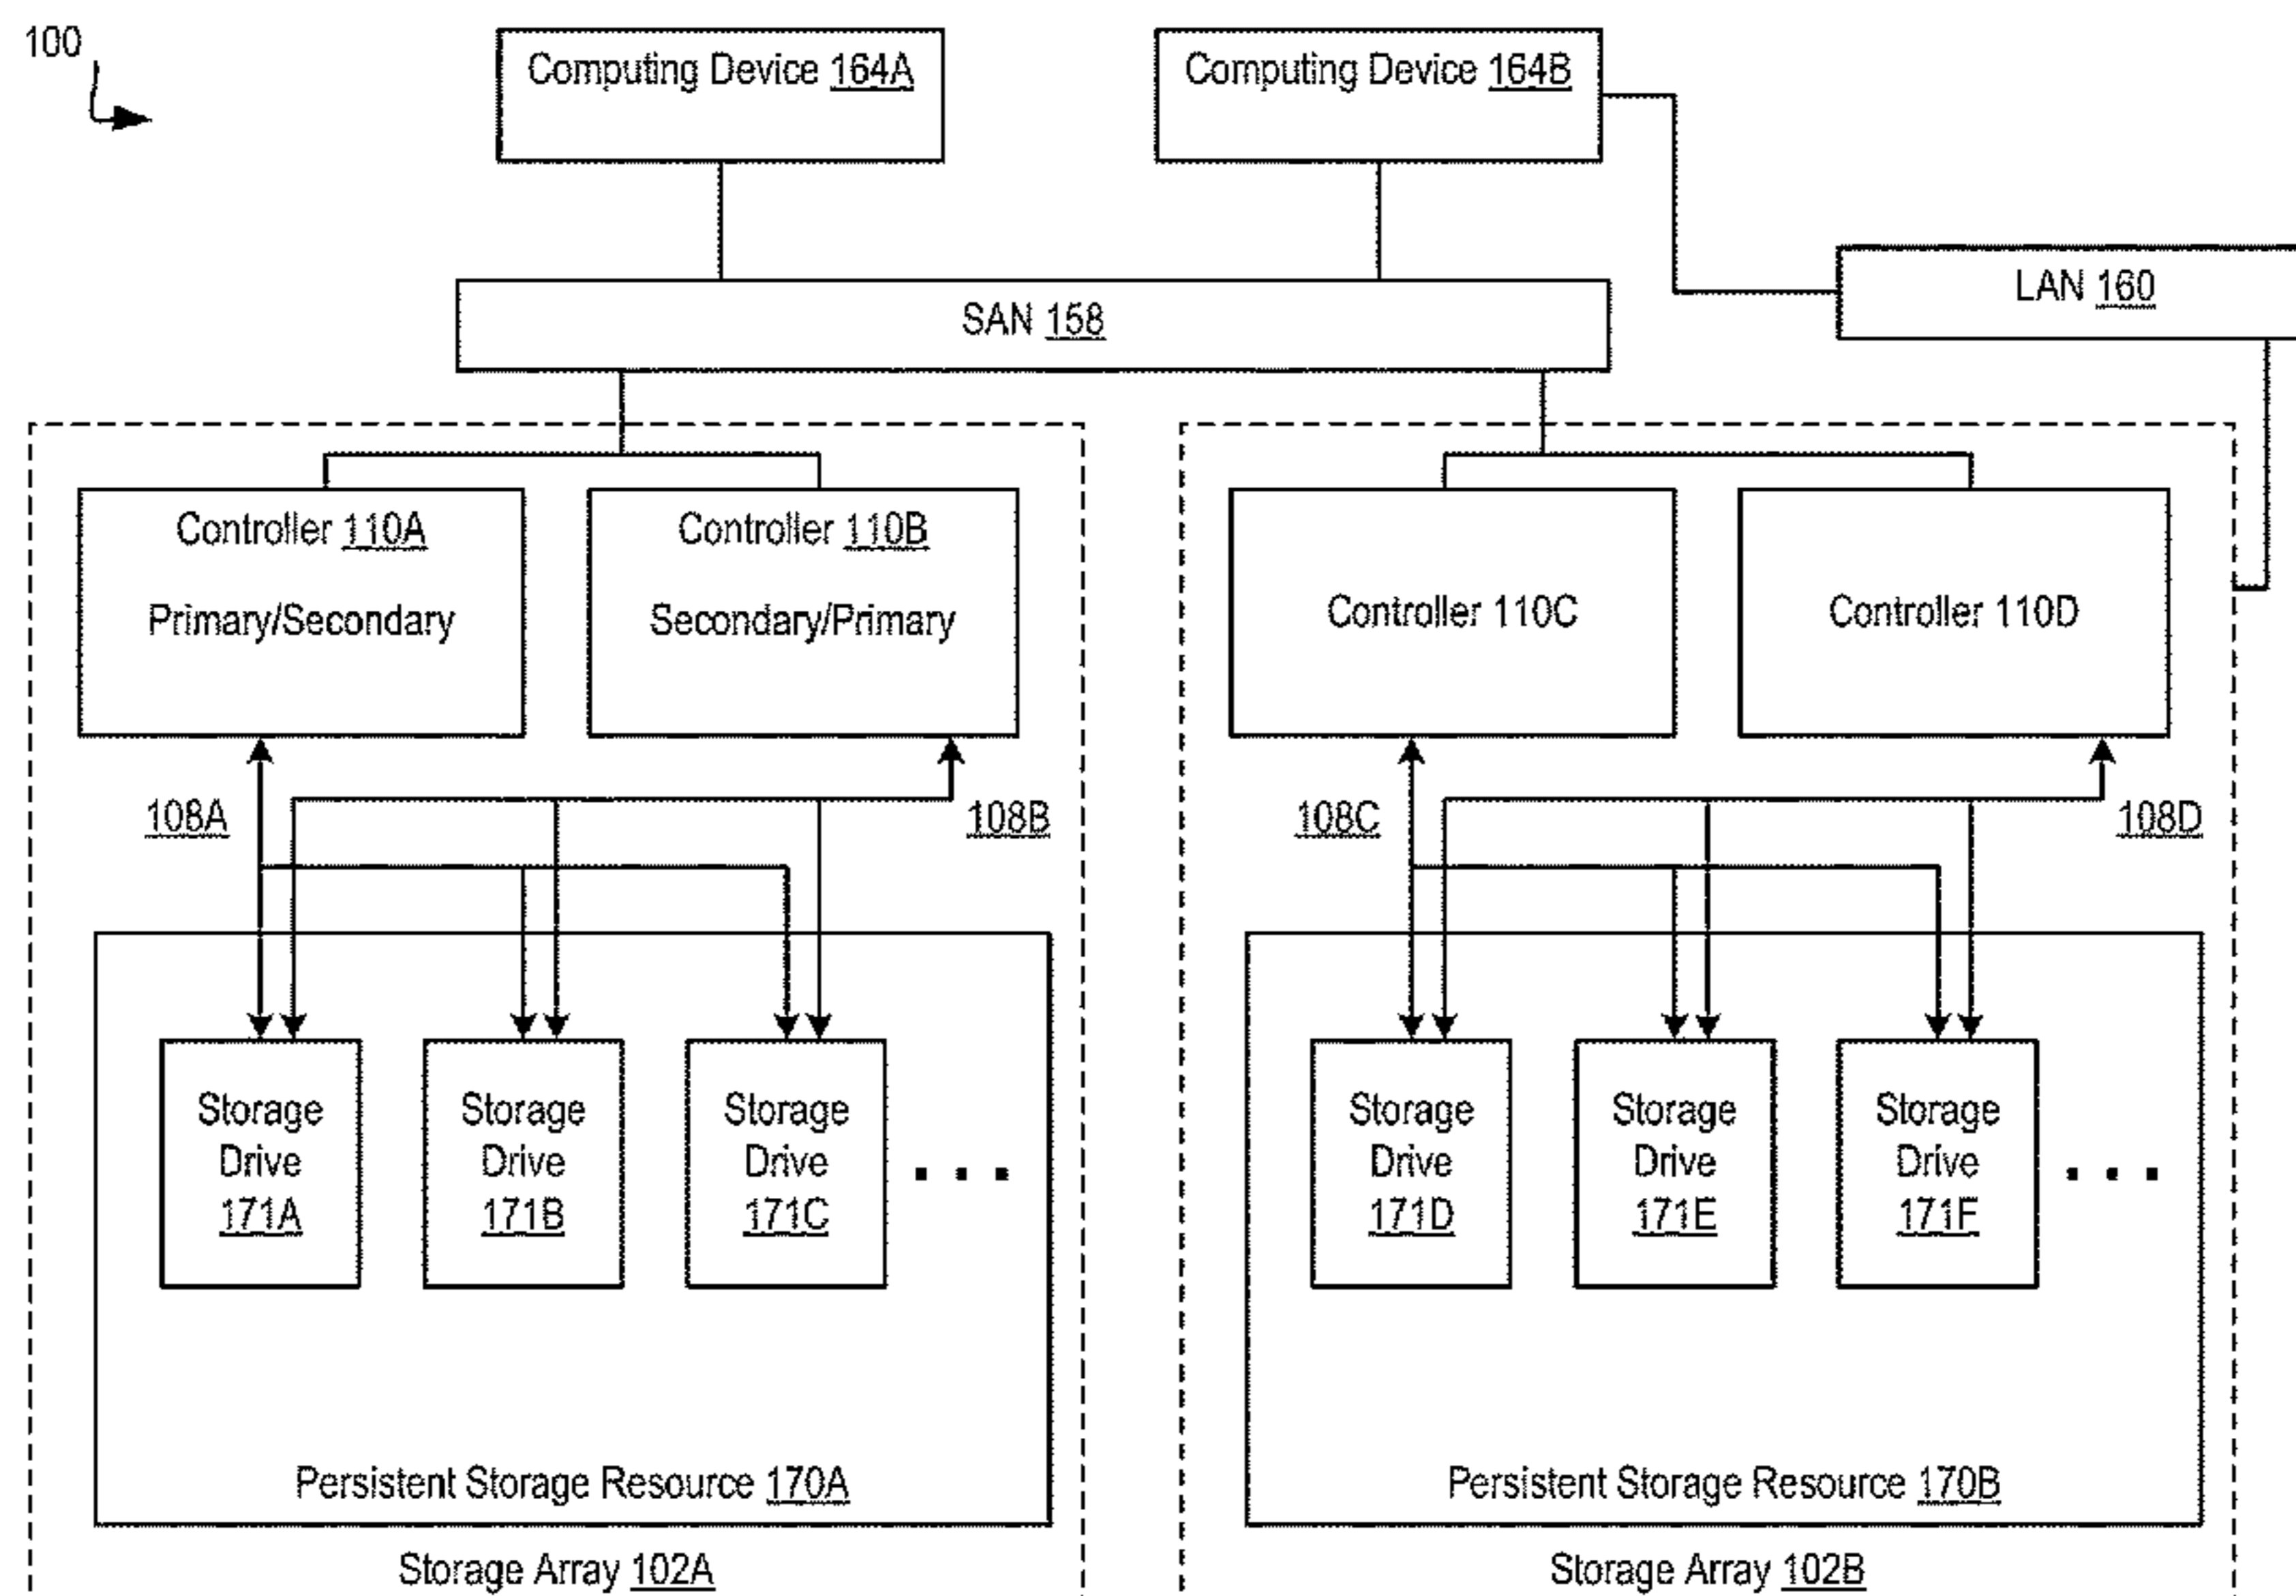 100
Computing Device 164A
Computing Device 164B
LAN 160
SAN 158
Controller 110A
Primary/Secondary
Controller 110B
Secondary/Primary
Controller 110C
Controller 110D
108A
108B
108C
108D
Storage
Drive
171A
Storage
Drive
171B
Storage
Drive
171C
. . .
Storage
Drive
171D
Storage
Drive
171E
Storage
Drive
171F
. . .
Persistent Storage Resource 170A
Persistent Storage Resource 170B
Storage Array 102A
Storage Array 102B